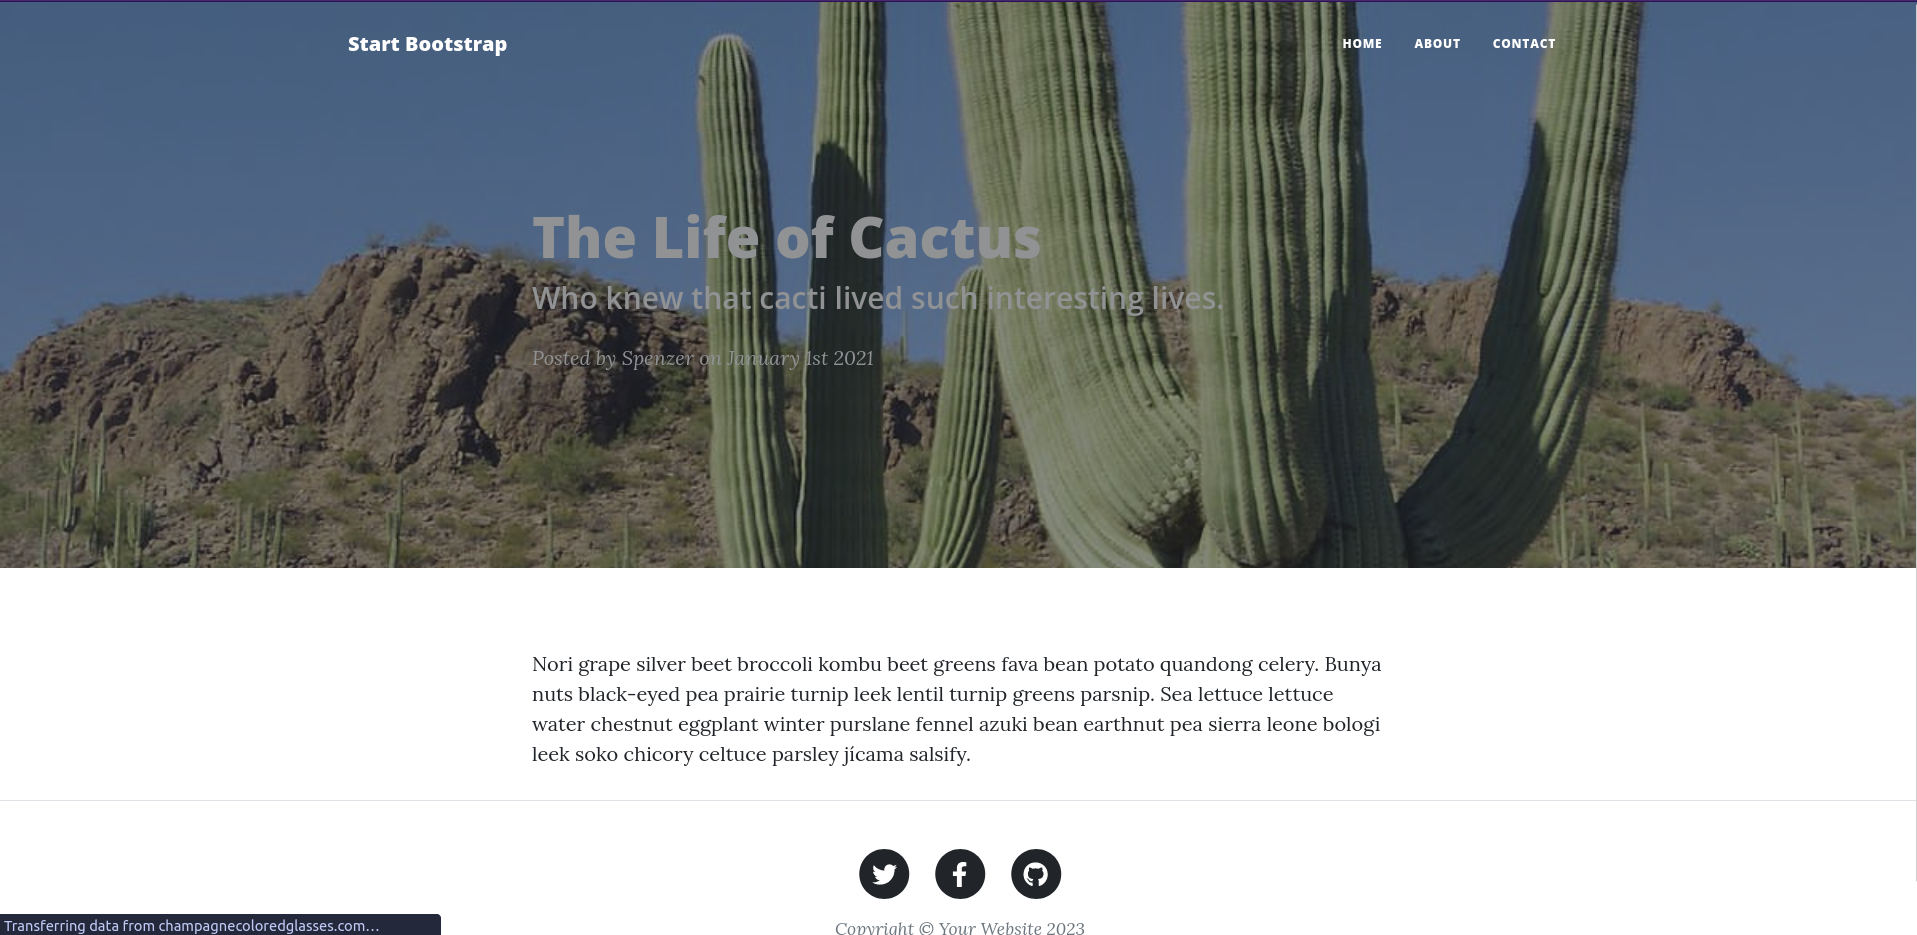 Start Bootstrap
HOME ABOUT CONTACT
The Life of Cactus
Who knew that cacti lived such interesting lives.
Posted by Spenzer on January 1st 2021
Nori grape silver beet broccoli kombu beet greens fava bean potato quandong celery. Bunya
nuts black-eyed pea prairie turnip leek lentil turnip greens parsnip. Sea lettuce lettuce
water chestnut eggplant winter purslane fennel azuki bean earthnut pea sierra leone bologi
leek soko chicory celtuce parsley jícama salsify.
Copyright © Your Website 2023
Transferring data from champagnecoloredglasses.com…